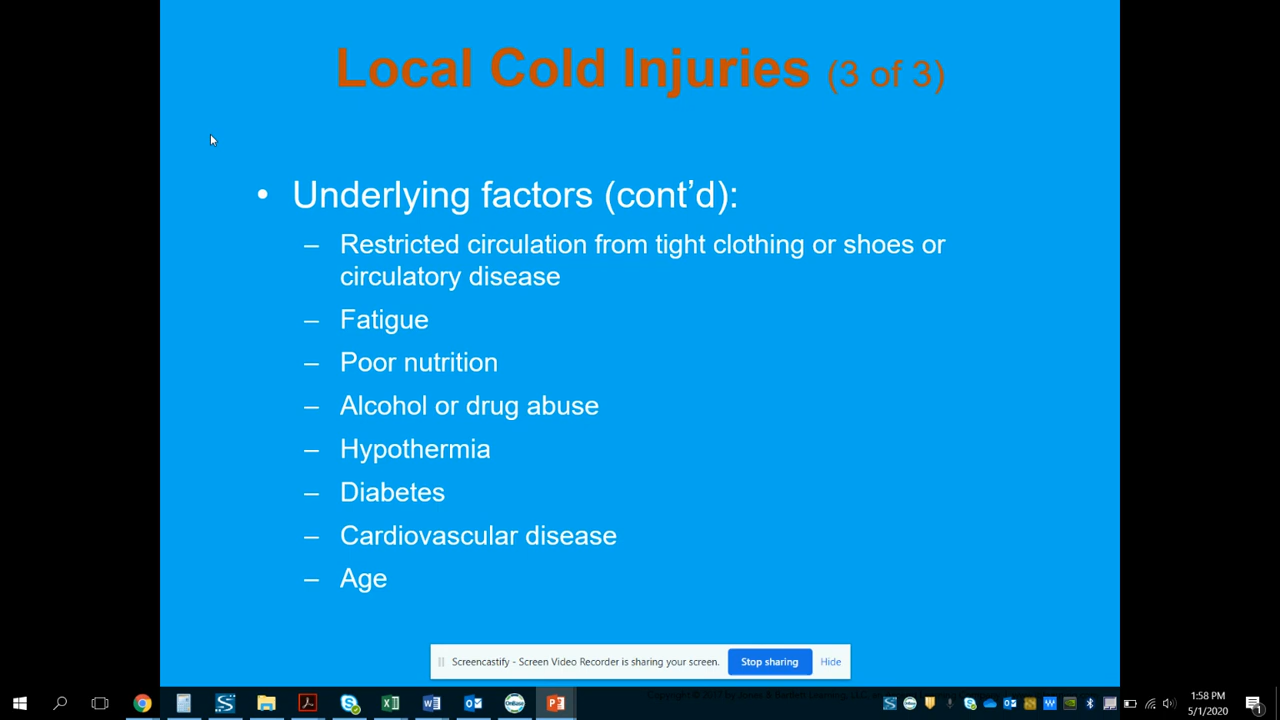 Local Cold Injuries (3 of 3)
• Underlying factors (cont’d):
– Restricted circulation from tight clothing or shoes or
circulatory disease
– Fatigue
– Poor nutrition
– Alcohol or drug abuse
– Hypothermia
– Diabetes
– Cardiovascular disease
– Age
Screencastify - Screen Video Recorder is sharing your screen.
Stop sharing
Hide
1:58 PM
5/1/2020